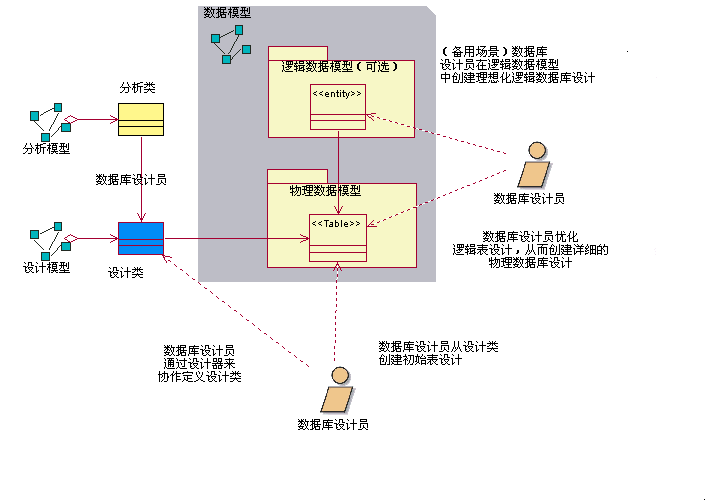 数据模型
(备用场景)数据库
设计员在逻辑数据模型
中创建理想化逻辑数据库设计
逻辑数据模型(可选)
<<entity>>
分析类
分析模型
数据库设计员
物理数据模型
数据库设计员
<<Table>>
数据库设计员优化
逻辑表设计,从而创建详细的
物理数据库设计
设计模型
设计类
数据库设计员
通过设计器来
协作定义设计类
数据库设计员从设计类
创建初始表设计
数据库设计员